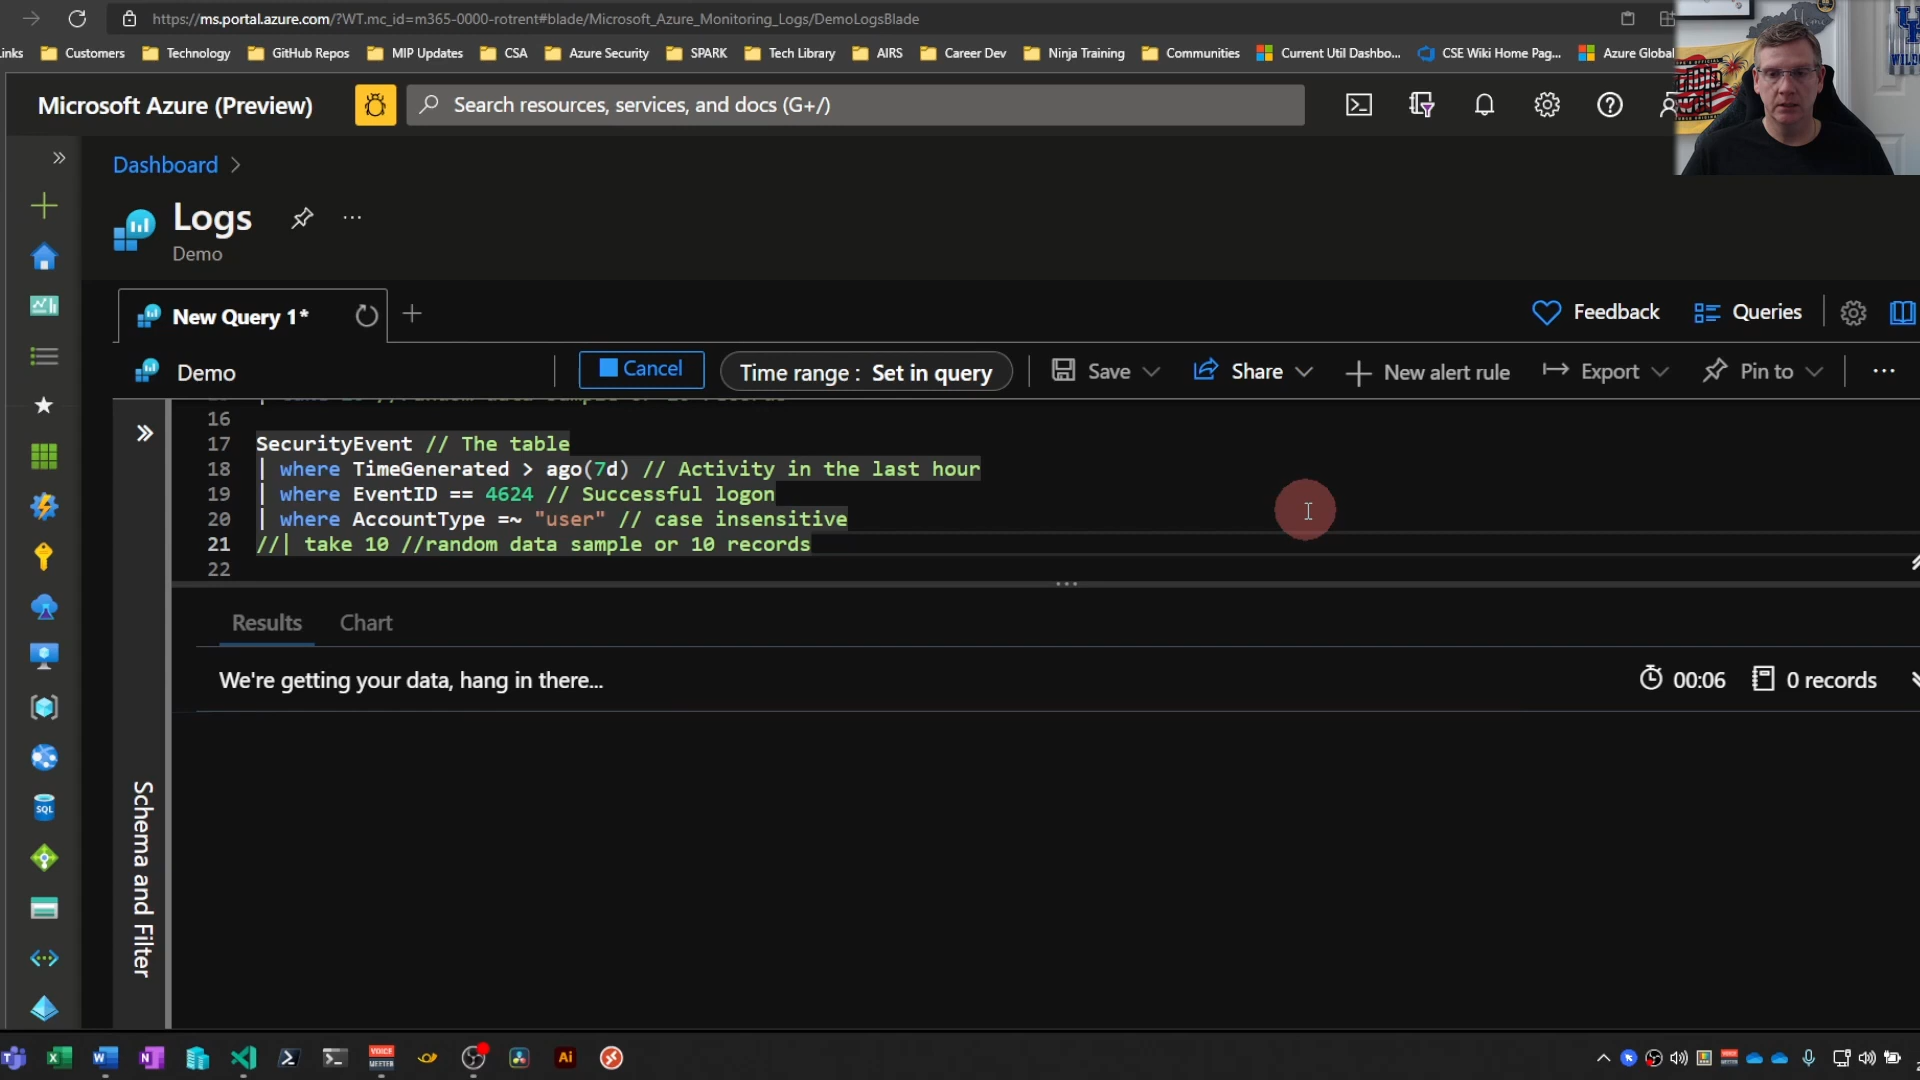 https://ms.portal.azure.com/?WT.mc_id=m365-0000-rotrent#blade/Microsoft_Azure_Monitoring_Logs/DemoLogsBlade
inks Customers Technology GitHub Repos MIP Updates CSA Azure Security SPARK Tech Library AIRS Career Dev Ninja Training Communities Current Util Dashbo... CSE Wiki Home Pag... Azure Global
Microsoft Azure (Preview)
Search resources, services, and docs (G+/)
Dashboard
Logs
Demo
New Query 1*
Feedback
Queries
Demo
Cancel
Time range : Set in query
Save
Share
New alert rule
Export
Pin to
16
17 SecurityEvent // The table
18 | where TimeGenerated > ago(7d) // Activity in the last hour
19 | where EventID == 4624 // Successful logon
20 | where AccountType =~ "user" // case insensitive
21 //| take 10 //random data sample or 10 records
22
Results
Chart
We're getting your data, hang in there...
00:06
0 records
Schema and Filter
SQL
VOICE
MEETER
Ai